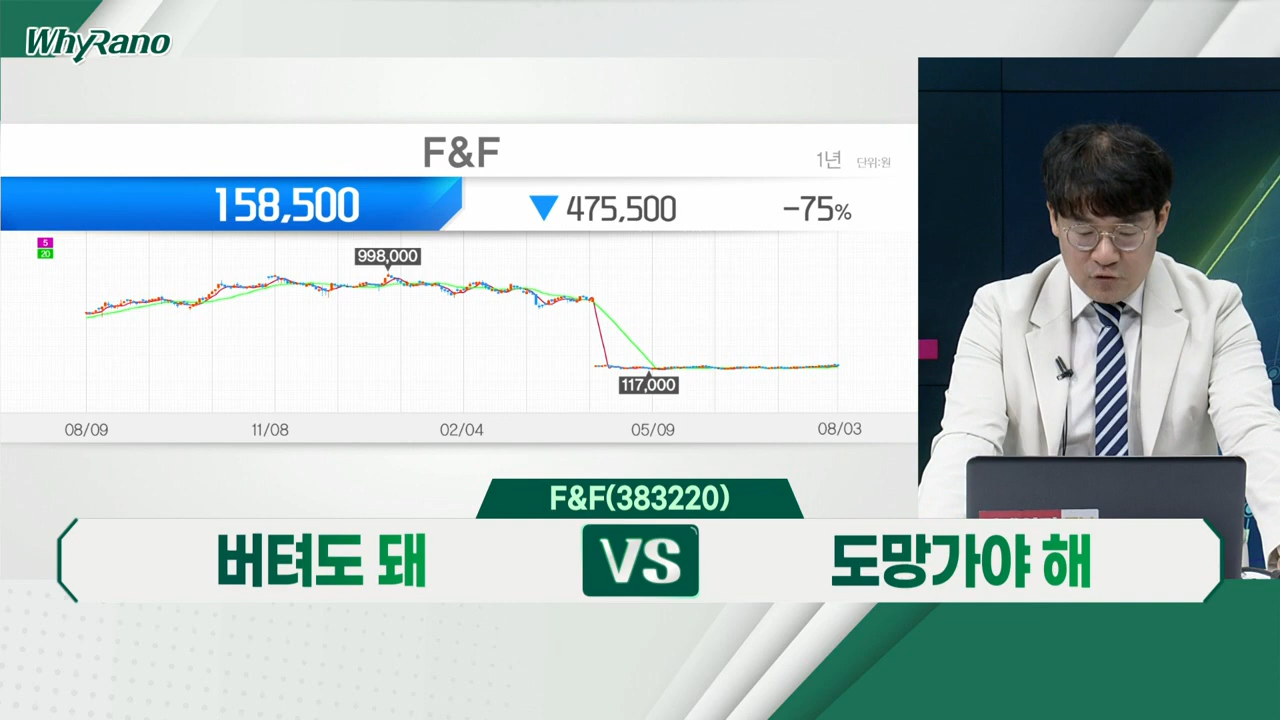 WhyRano
F&F
1년 단위:원
158,500 ▼475,500 -75%
5
20
998,000
117,000
08/09 11/08 02/04 05/09 08/03
F&F(383220)
버텨도 돼 VS 도망가야 해